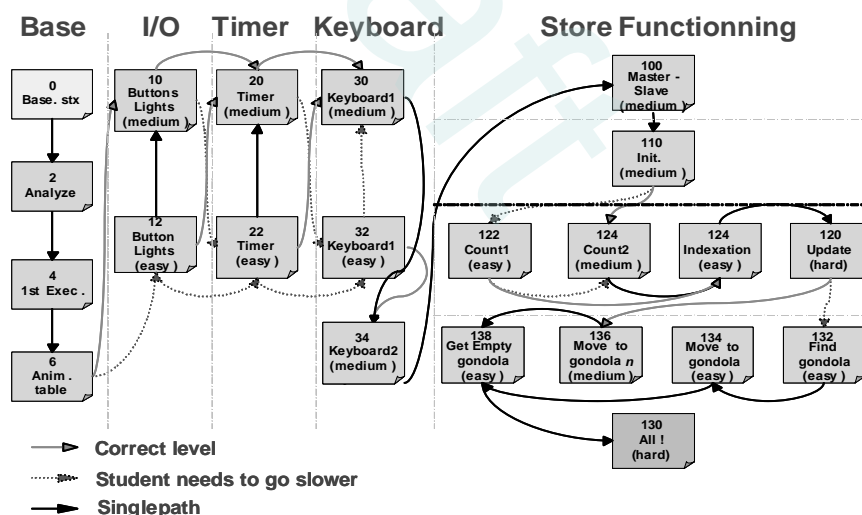 Base I/O Timer Keyboard Store Functionning
0
Base. stx
2
Analyze
4
1st Exec .
6
Anim .
table
10
Buttons
Lights
(medium )
12
Button
Lights
(easy )
20
Timer
(medium )
22
Timer
(easy )
30
Keyboard1
(medium )
32
Keyboard1
(easy )
34
Keyboard2
(medium )
100
Master -
Slave
(medium )
110
Init.
(medium )
122
Count1
(easy )
124
Count2
(medium )
124
Indexation
(easy )
120
Update
(hard)
138
Get Empty
gondola
(easy )
136
Move to
gondola n
(medium )
134
Move to
gondola
(easy )
132
Find
gondola
(easy )
130
All !
(hard)
Correct level
Student needs to go slower
Singlepath